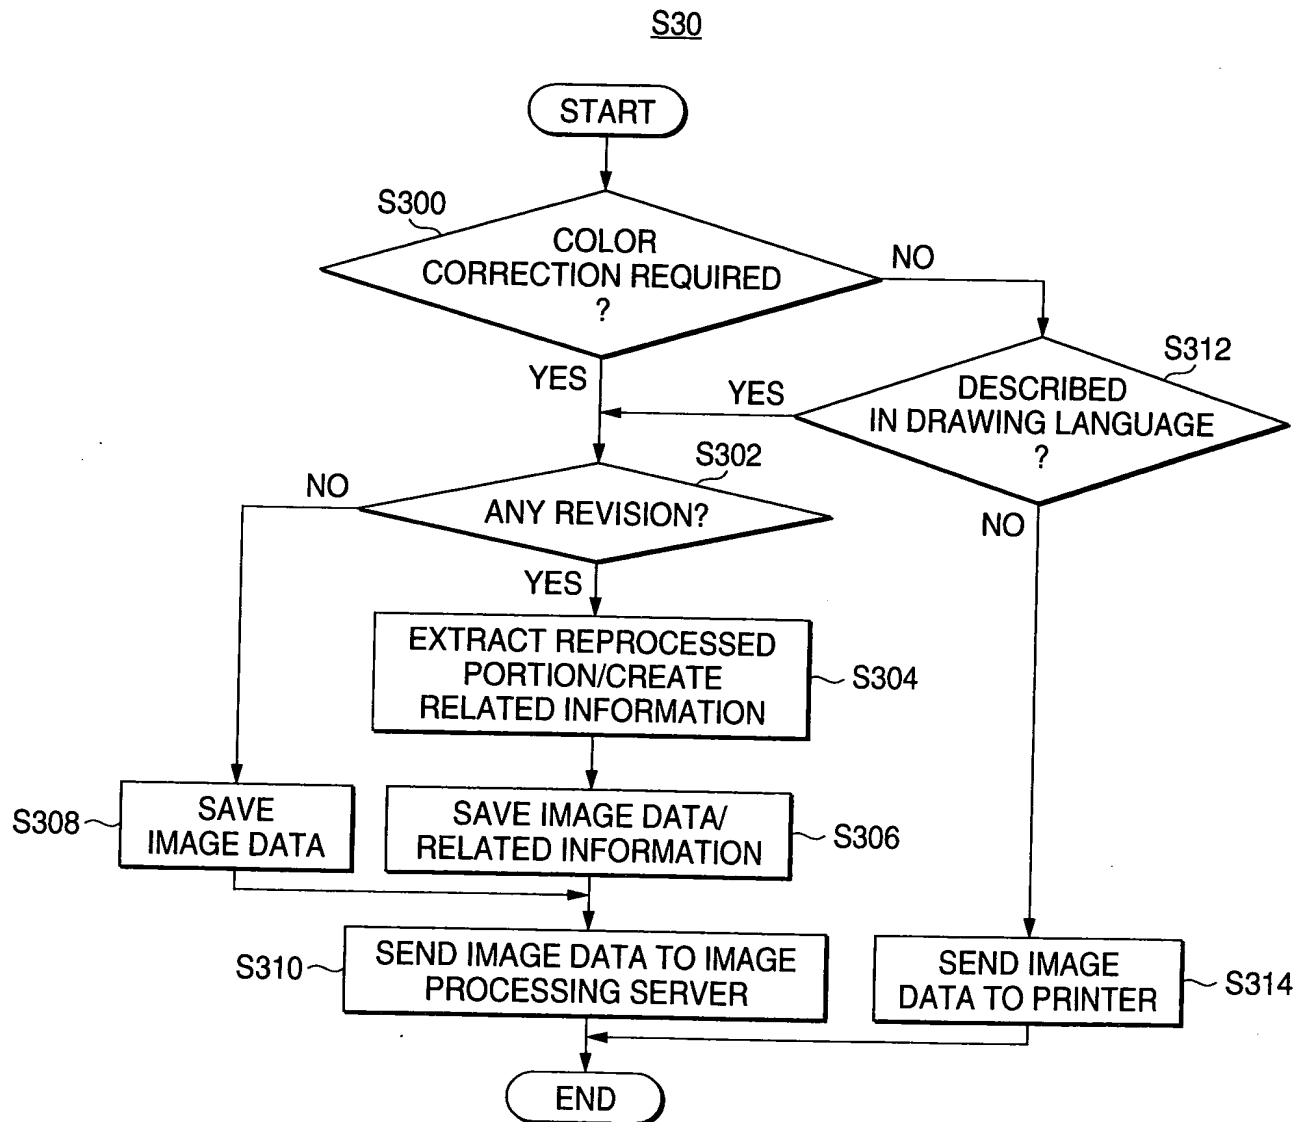 S30
START
S300
COLOR
CORRECTION REQUIRED
?
NO
YES
S312
DESCRIBED
IN DRAWING LANGUAGE
?
YES
NO
S302
ANY REVISION?
NO
YES
EXTRACT REPROCESSED
PORTION/CREATE
RELATED INFORMATION
S304
S308
SAVE
IMAGE DATA
SAVE IMAGE DATA/
RELATED INFORMATION
S306
S310
SEND IMAGE DATA TO IMAGE
PROCESSING SERVER
SEND IMAGE
DATA TO PRINTER
S314
END